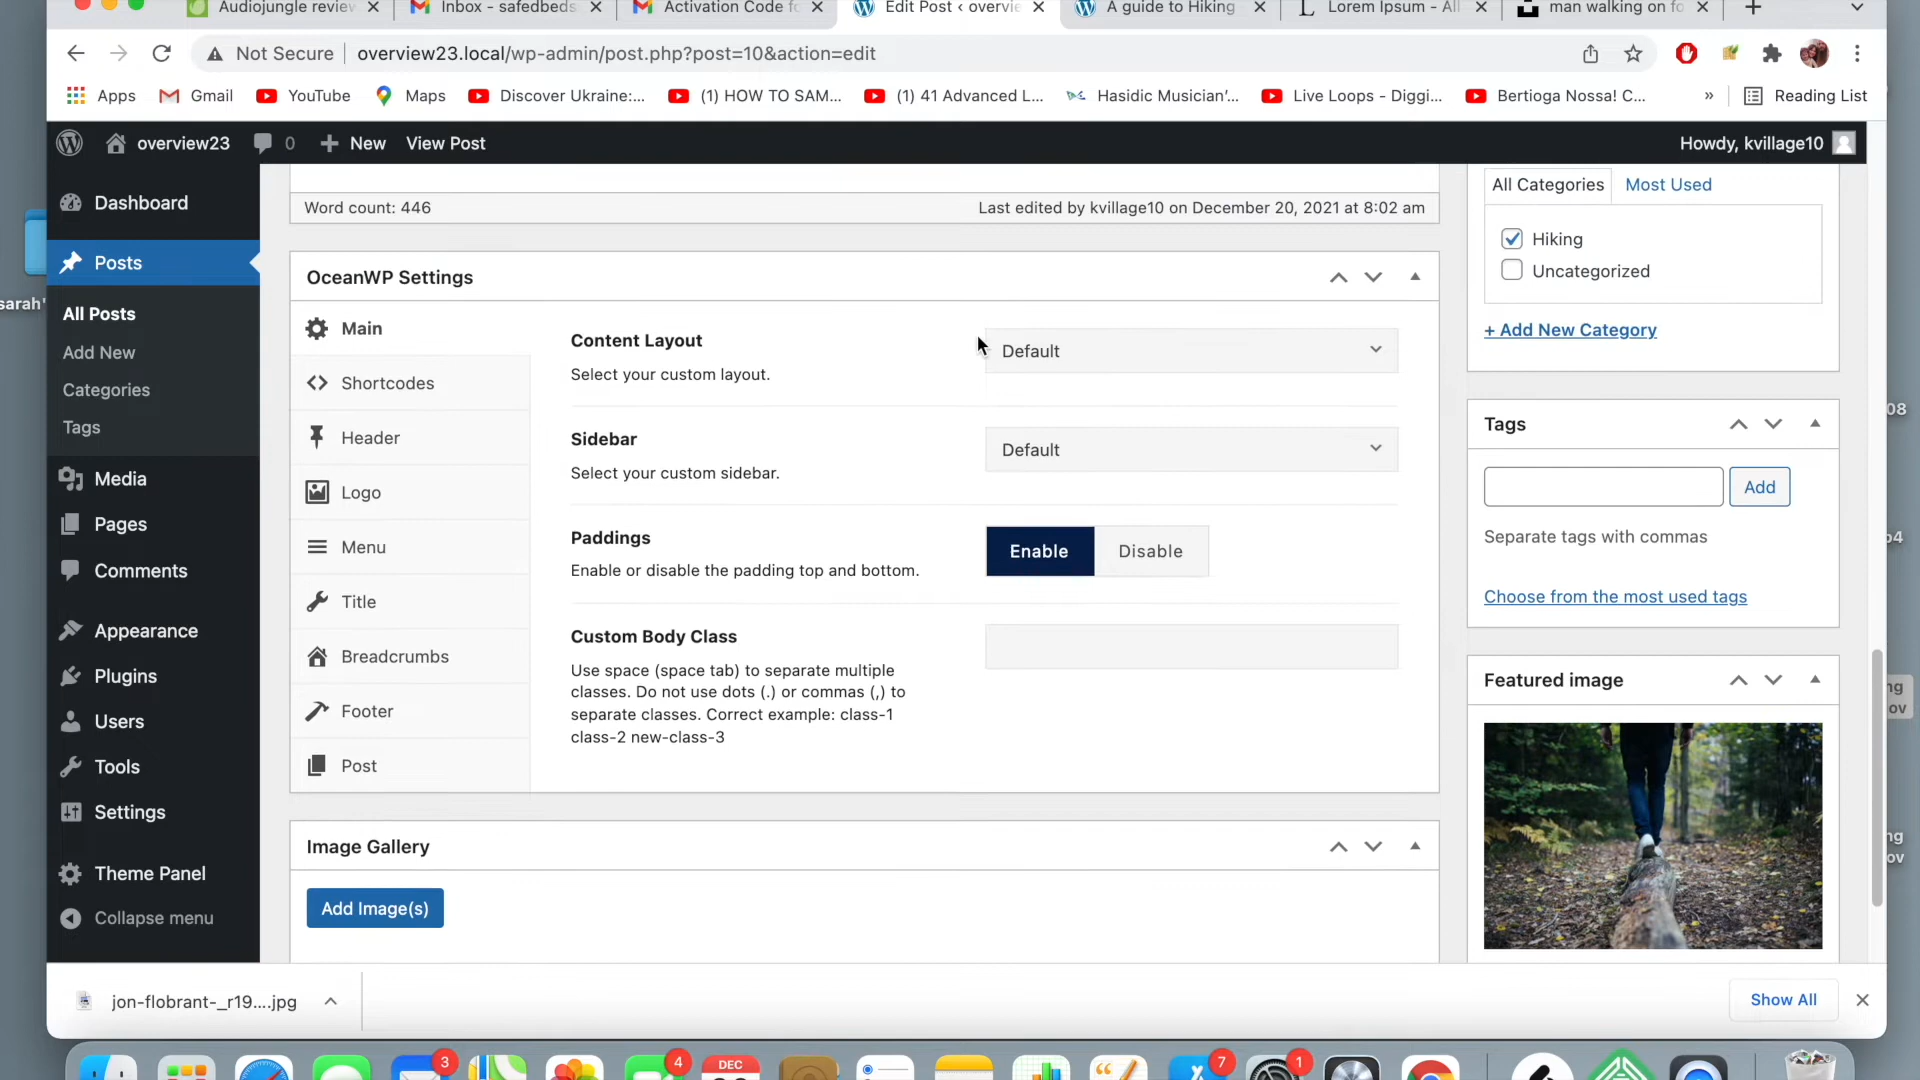 Audiojungle review
Inbox - safedbeds
Activation Code fo
Edit Post ‹ overvie
A guide to Hiking
Lorem Ipsum - All
man walking on fo
Not Secure
overview23.local/wp-admin/post.php?post=10&action=edit
Apps
Gmail
YouTube
Maps
Discover Ukraine:...
(1) HOW TO SAM...
(1) 41 Advanced L...
Hasidic Musician'...
Live Loops - Diggi...
Bertioga Nossa! C...
»
Reading List
overview23
0
New
View Post
Howdy, kvillage10
Dashboard
Posts
All Posts
Add New
Categories
Tags
Media
Pages
Comments
Appearance
Plugins
Users
Tools
Settings
Theme Panel
Collapse menu
Word count: 446
Last edited by kvillage10 on December 20, 2021 at 8:02 am
OceanWP Settings
Main
Shortcodes
Header
Logo
Menu
Title
Breadcrumbs
Footer
Post
Content Layout
Select your custom layout.
Default
Sidebar
Select your custom sidebar.
Default
Paddings
Enable or disable the padding top and bottom.
Enable
Disable
Custom Body Class
Use space (space tab) to separate multiple
classes. Do not use dots (.) or commas (,) to
separate classes. Correct example: class-1
class-2 new-class-3
Image Gallery
Add Image(s)
All Categories
Most Used
Hiking
Uncategorized
+ Add New Category
Tags
Add
Separate tags with commas
Choose from the most used tags
Featured image
sarah'
08
p4
ng
ov
ng
ov
jon-flobrant-_r19....jpg
Show All
3
4
DEC
7
1